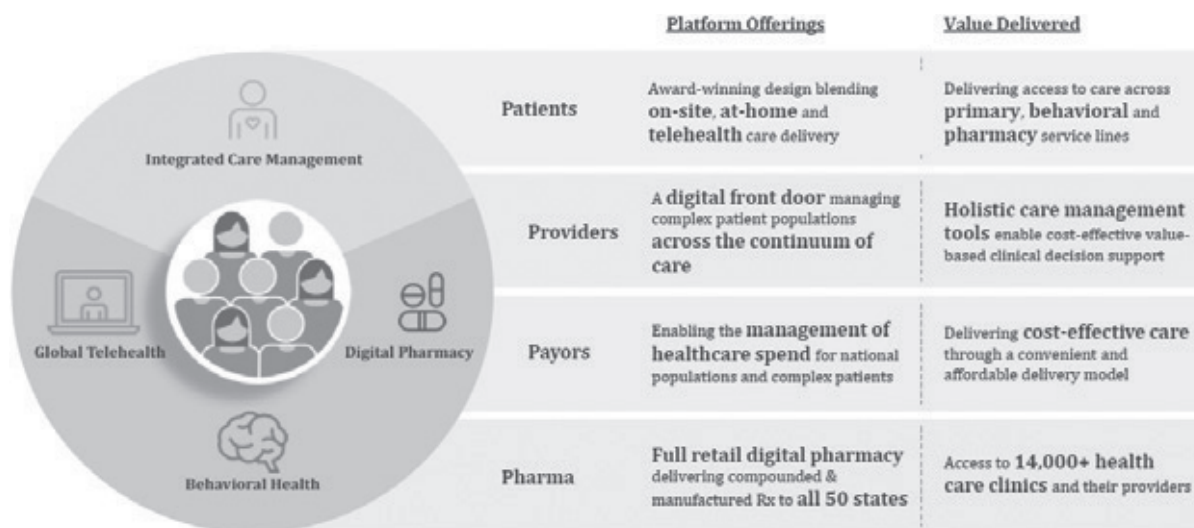 Platform Offerings
Value Delivered
Integrated Care Management
Global Telehealth
Digital Pharmacy
Behavioral Health
Patients
Award-winning design blending
on-site, at-home and
telehealth care delivery
Delivering access to care across
primary, behavioral and
pharmacy service lines
Providers
A digital front door managing
complex patient populations
across the continuum of
care
Holistic care management
tools enable cost-effective value-
based clinical decision support
Payors
Enabling the management of
healthcare spend for national
populations and complex patients
Delivering cost-effective care
through a convenient and
affordable delivery model
Pharma
Full retail digital pharmacy
delivering compounded &
manufactured Rx to all 50 states
Access to 14,000+ health
care clinics and their providers